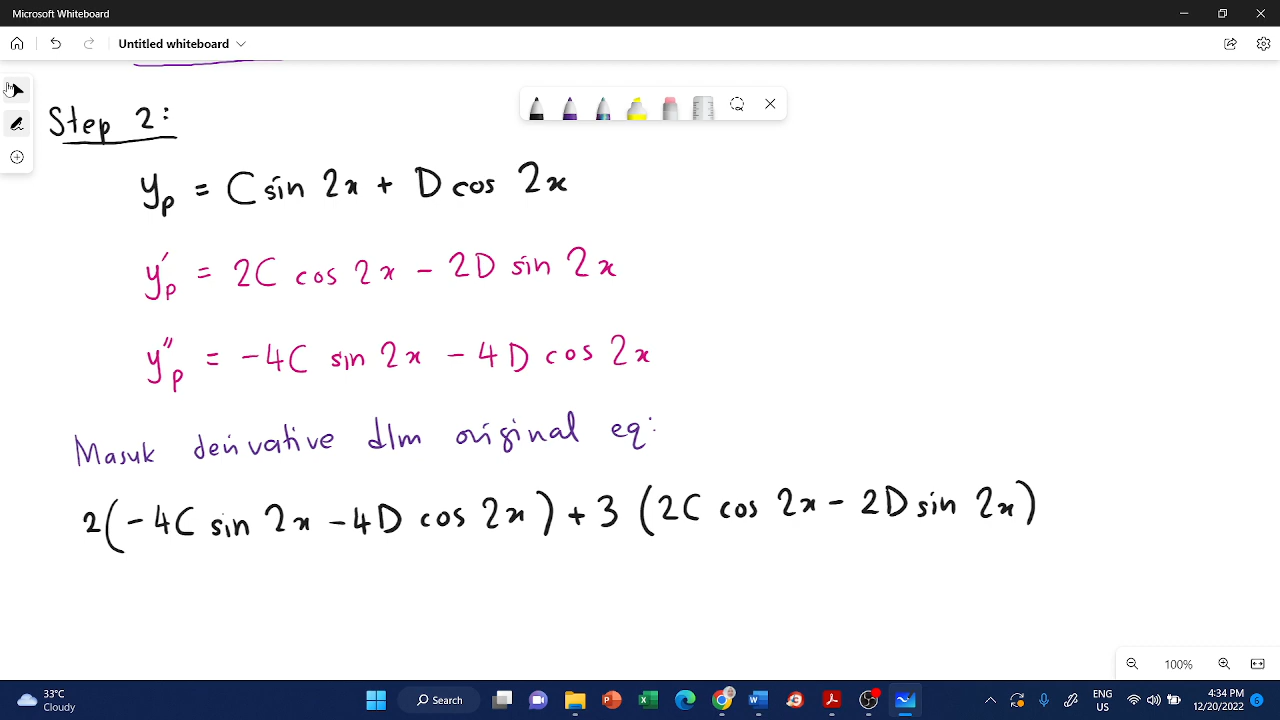 Microsoft Whiteboard
Untitled whiteboard
Step 2:
yp = C sin 2x + D cos 2x
y'p = 2C cos 2x - 2D sin 2x
y"p = -4C sin 2x - 4D cos 2x
Masuk derivative dlm original eq:
2(-4C sin 2x - 4D cos 2x) + 3 (2C cos 2x - 2D sin 2x)
100%
33°C
Cloudy
Search
ENG
US
4:34 PM
12/20/2022
5